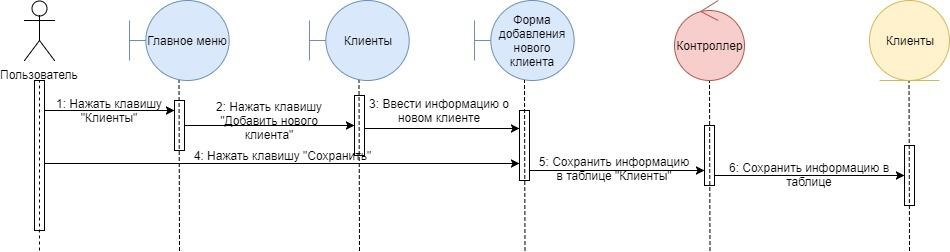 Пользователь
Главное меню
Клиенты
Форма
добавления
нового
клиента
Контроллер
Клиенты
1: Нажать клавишу
"Клиенты"
2: Нажать клавишу
"Добавить нового
клиента"
3: Ввести информацию о
новом клиенте
4: Нажать клавишу "Сохранить"
5: Сохранить информацию
в таблице "Клиенты"
6: Сохранить информацию в
таблице